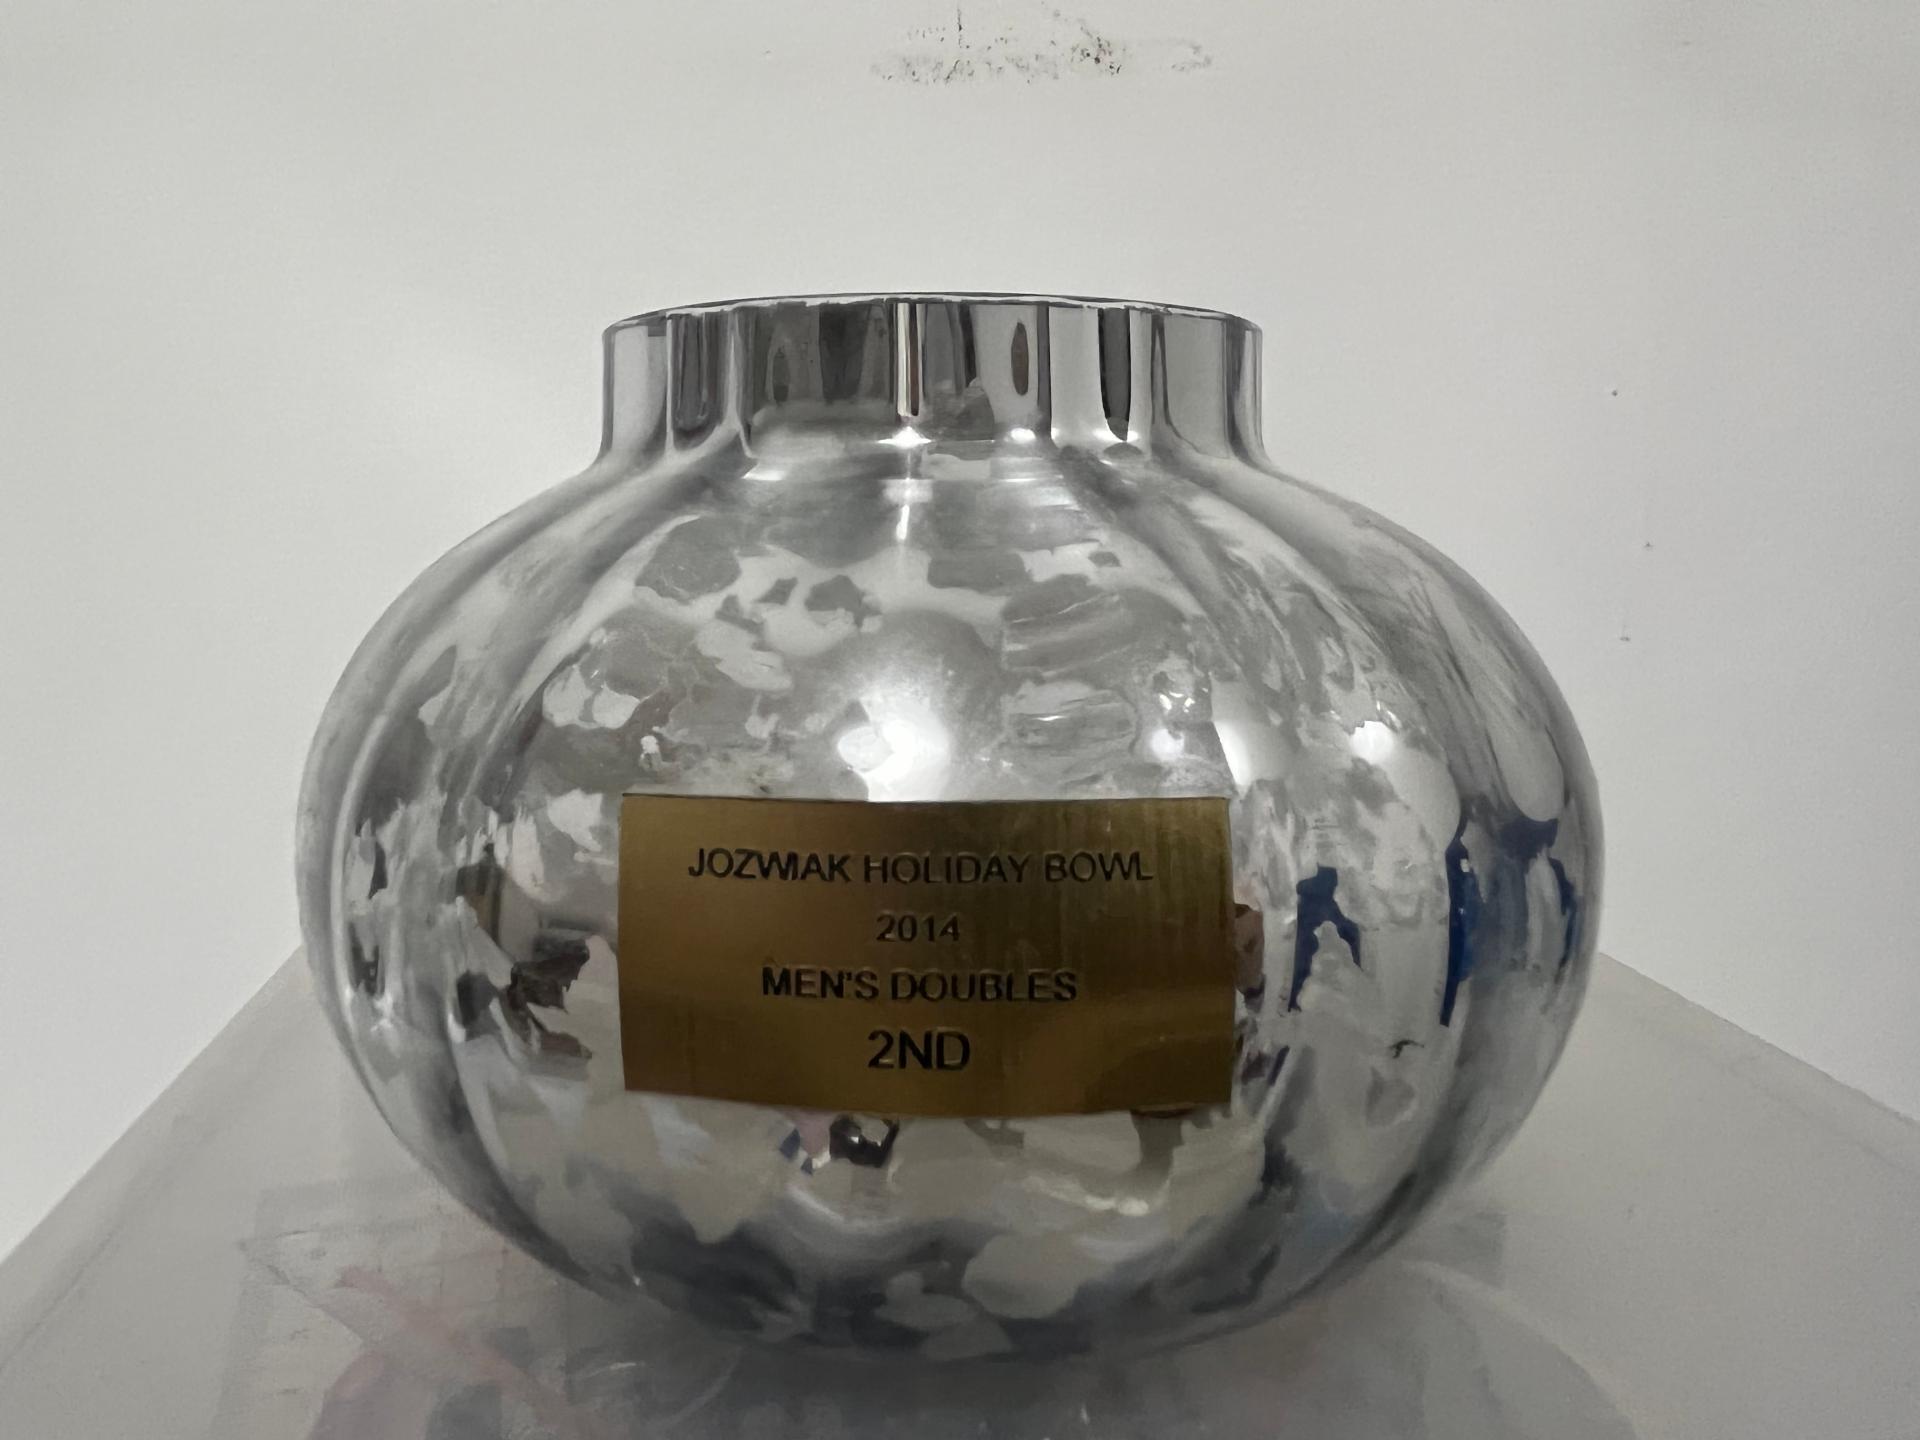 JOZWIAK HOLIDAY BOWL
2014
MEN'S DOUBLES
2ND